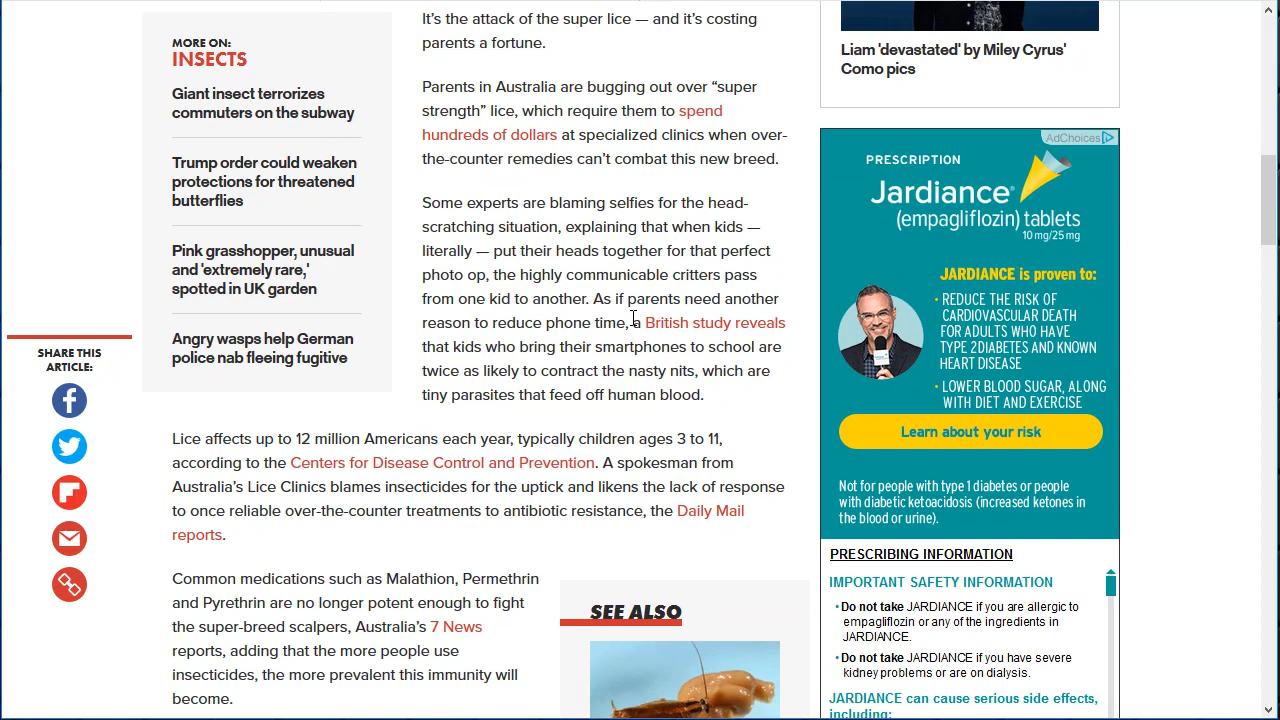 MORE ON:
INSECTS
Giant insect terrorizes
commuters on the subway
Trump order could weaken
protections for threatened
butterflies
Pink grasshopper, unusual
and 'extremely rare,'
spotted in UK garden
Angry wasps help German
police nab fleeing fugitive
SHARE THIS
ARTICLE:
It’s the attack of the super lice — and it’s costing
parents a fortune.
Parents in Australia are bugging out over “super
strength” lice, which require them to spend
hundreds of dollars at specialized clinics when over-
the-counter remedies can’t combat this new breed.
Some experts are blaming selfies for the head-
scratching situation, explaining that when kids —
literally — put their heads together for that perfect
photo op, the highly communicable critters pass
from one kid to another. As if parents need another
reason to reduce phone time, a British study reveals
that kids who bring their smartphones to school are
twice as likely to contract the nasty nits, which are
tiny parasites that feed off human blood.
Lice affects up to 12 million Americans each year, typically children ages 3 to 11,
according to the Centers for Disease Control and Prevention. A spokesman from
Australia’s Lice Clinics blames insecticides for the uptick and likens the lack of response
to once reliable over-the-counter treatments to antibiotic resistance, the Daily Mail
reports.
Common medications such as Malathion, Permethrin
and Pyrethrin are no longer potent enough to fight
the super-breed scalpers, Australia’s 7 News
reports, adding that the more people use
insecticides, the more prevalent this immunity will
become.
SEE ALSO
Liam 'devastated' by Miley Cyrus'
Como pics
AdChoices
PRESCRIPTION
Jardiance®
(empagliflozin) tablets
10 mg/25 mg
JARDIANCE is proven to:
• REDUCE THE RISK OF
CARDIOVASCULAR DEATH
FOR ADULTS WHO HAVE
TYPE 2 DIABETES AND KNOWN
HEART DISEASE
• LOWER BLOOD SUGAR, ALONG
WITH DIET AND EXERCISE
Learn about your risk
Not for people with type 1 diabetes or people
with diabetic ketoacidosis (increased ketones in
the blood or urine).
PRESCRIBING INFORMATION
IMPORTANT SAFETY INFORMATION
• Do not take JARDIANCE if you are allergic to
empagliflozin or any of the ingredients in
JARDIANCE.
• Do not take JARDIANCE if you have severe
kidney problems or are on dialysis.
JARDIANCE can cause serious side effects,
including: